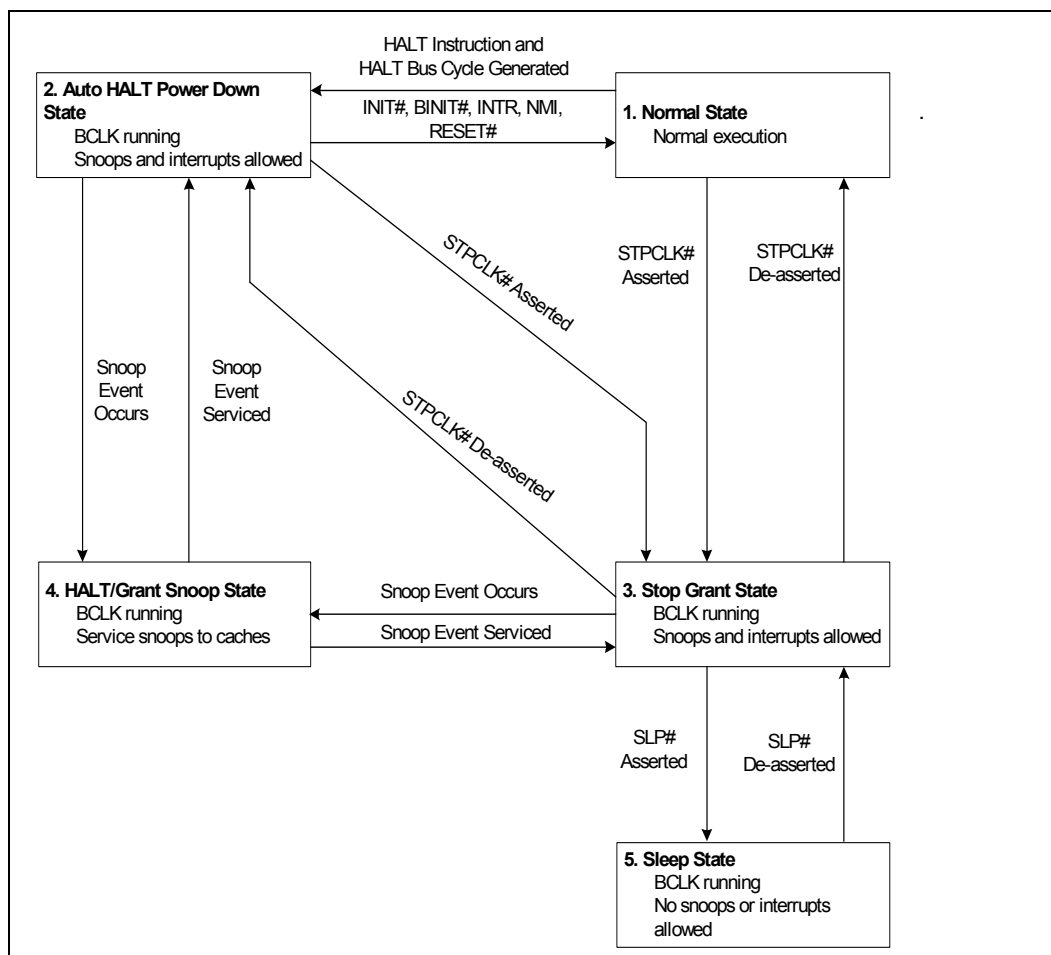 HALT Instruction and
HALT Bus Cycle Generated
2. Auto HALT Power Down
State
BCLK running
Snoops and interrupts allowed
INIT#, BINIT#, INTR, NMI,
RESET#
1. Normal State
Normal execution
.
STPCLK# Asserted
STPCLK#
Asserted
STPCLK#
De-asserted
Snoop
Event
Occurs
Snoop
Event
Serviced
STPCLK# De-asserted
4. HALT/Grant Snoop State
BCLK running
Service snoops to caches
Snoop Event Occurs
Snoop Event Serviced
3. Stop Grant State
BCLK running
Snoops and interrupts allowed
SLP#
Asserted
SLP#
De-asserted
5. Sleep State
BCLK running
No snoops or interrupts
allowed